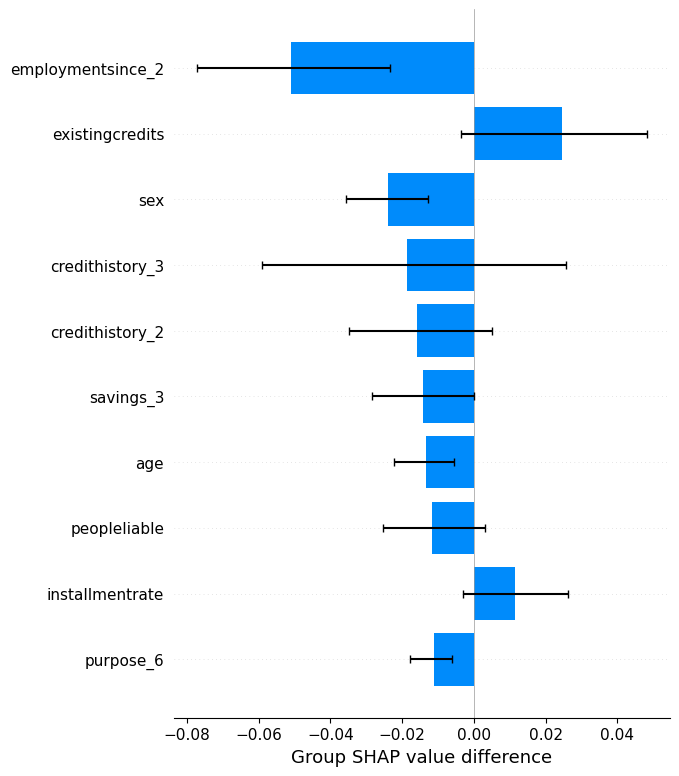 employmentsince_2
existingcredits
sex
credithistory_3
credithistory_2
savings_3
age
peopleliable
installmentrate
purpose_6
−0.08 −0.06 −0.04 −0.02 0.00 0.02 0.04
Group SHAP value difference